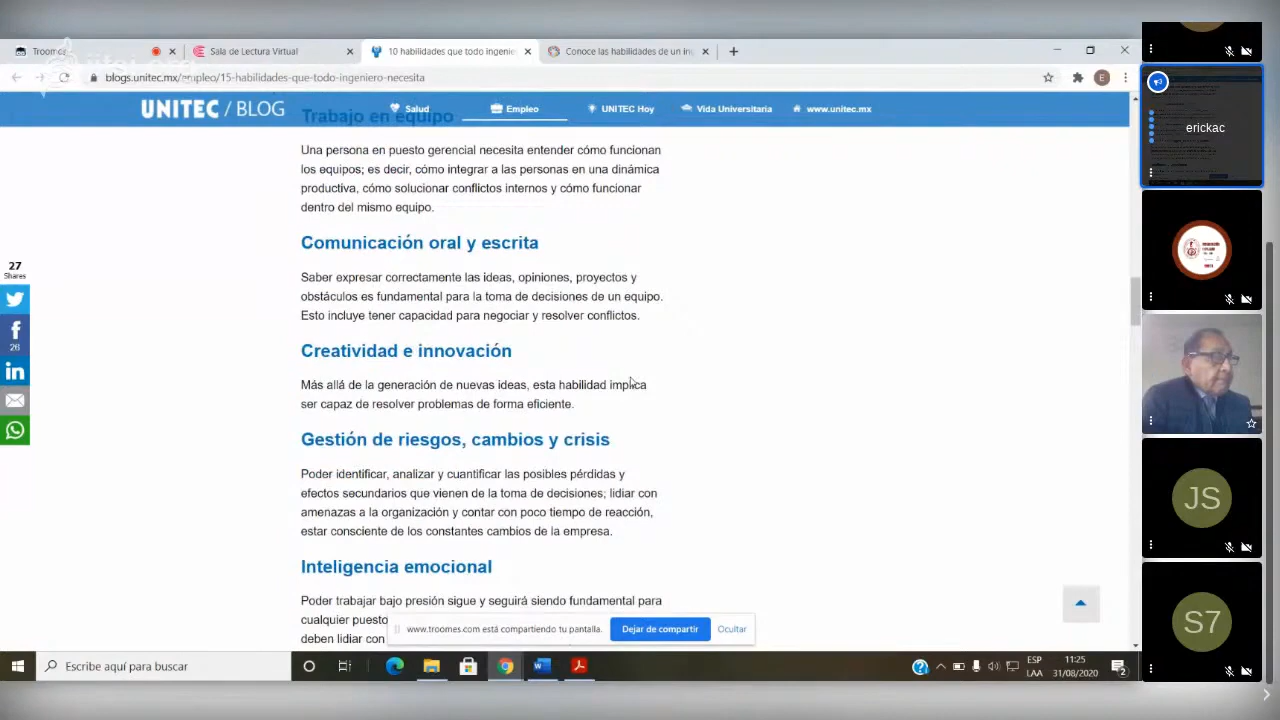 Troomes
Sala de Lectura Virtual
10 habilidades que todo ingenie
Conoce las habilidades de un in
blogs.unitec.mx/empleo/15-habilidades-que-todo-ingeniero-necesita
E
UNITEC / BLOG
Salud
Empleo
UNITEC Hoy
Vida Universitaria
www.unitec.mx
Trabajo en equipo
Una persona en puesto gerencial necesita entender cómo funcionan
los equipos; es decir, cómo integrar a las personas en una dinámica
productiva, cómo solucionar conflictos internos y cómo funcionar
dentro del mismo equipo.
Comunicación oral y escrita
Saber expresar correctamente las ideas, opiniones, proyectos y
obstáculos es fundamental para la toma de decisiones de un equipo.
Esto incluye tener capacidad para negociar y resolver conflictos.
Creatividad e innovación
Más allá de la generación de nuevas ideas, esta habilidad implica
ser capaz de resolver problemas de forma eficiente.
Gestión de riesgos, cambios y crisis
Poder identificar, analizar y cuantificar las posibles pérdidas y
efectos secundarios que vienen de la toma de decisiones; lidiar con
amenazas a la organización y contar con poco tiempo de reacción,
estar consciente de los constantes cambios de la empresa.
Inteligencia emocional
Poder trabajar bajo presión sigue y seguirá siendo fundamental para
cualquier puesto
deben lidiar con
27
Shares
26
www.troomes.com está compartiendo tu pantalla.
Dejar de compartir
Ocultar
Escribe aquí para buscar
ESP
LAA
11:25
31/08/2020
2
erickac
JS
S7